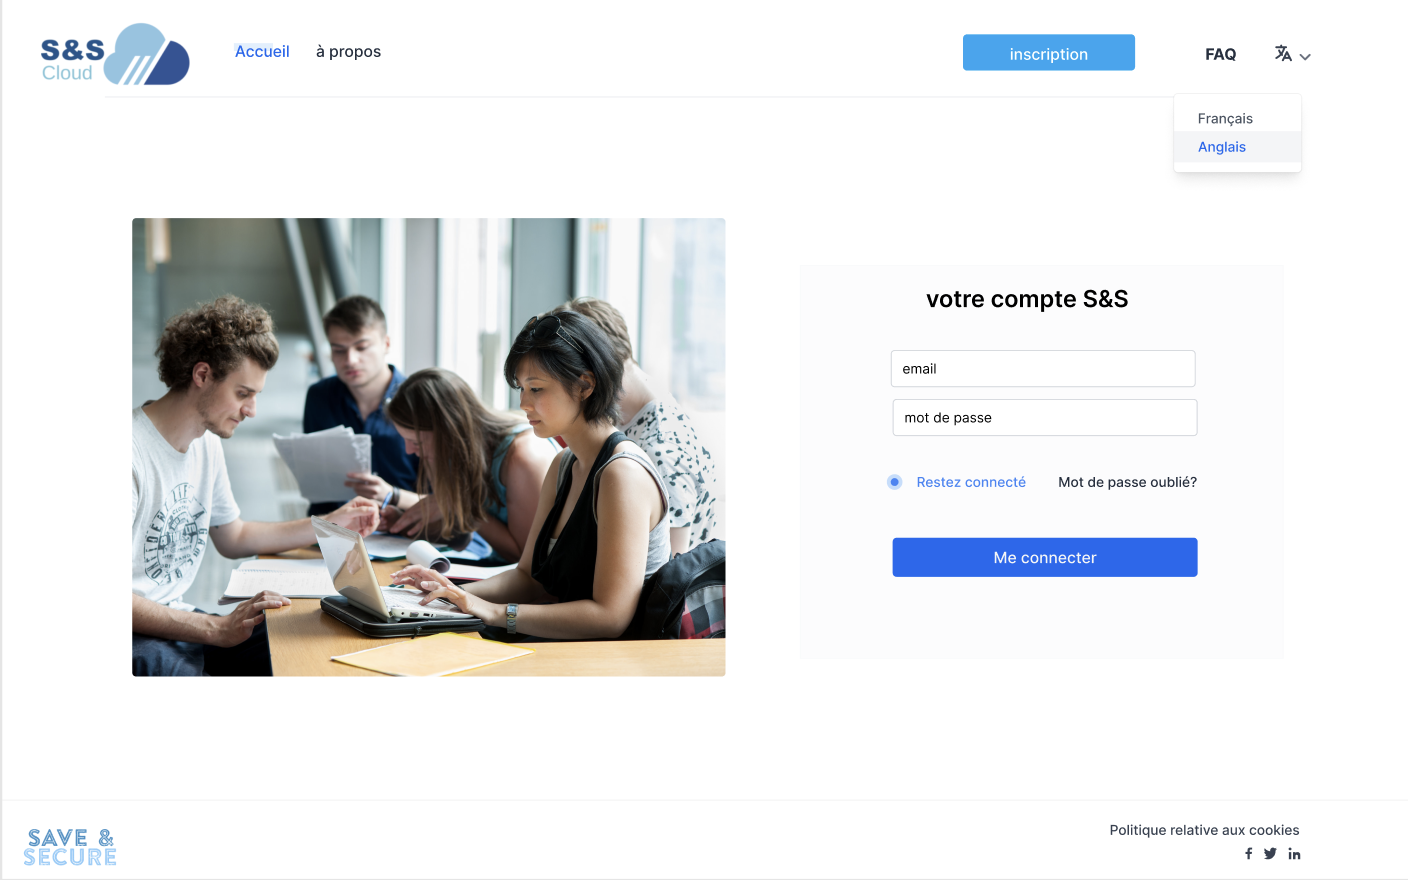 S&S
Cloud
Accueil
à propos
inscription
FAQ
Français
Anglais
votre compte S&S
email
mot de passe
Restez connecté
Mot de passe oublié?
Me connecter
SAVE &
SECURE
Politique relative aux cookies